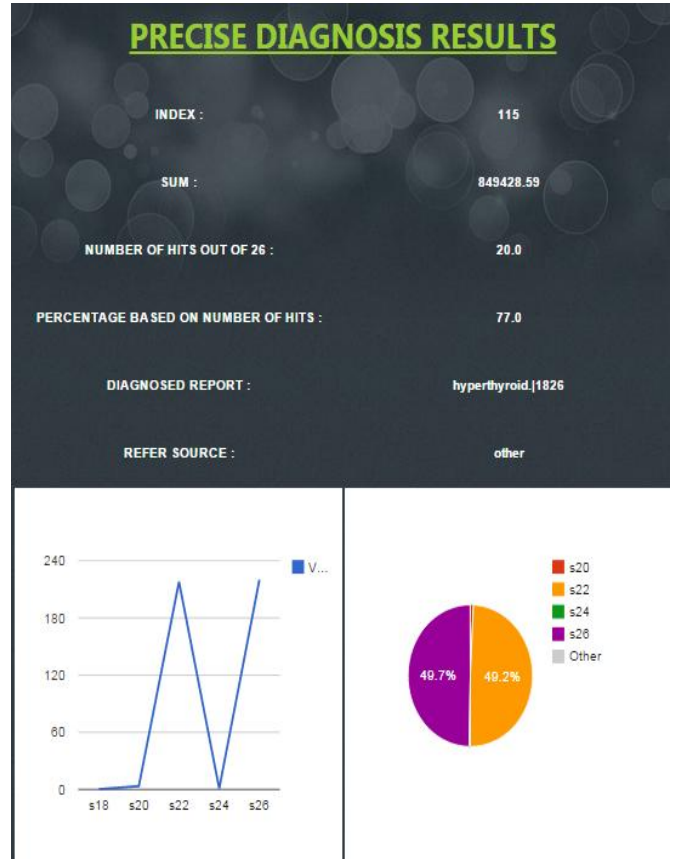 PRECISE DIAGNOSIS RESULTS
INDEX : 115
SUM : 849428.59
NUMBER OF HITS OUT OF 26 : 20.0
PERCENTAGE BASED ON NUMBER OF HITS : 77.0
DIAGNOSED REPORT : hyperthyroid.|1826
REFER SOURCE : other
240
180
120
60
0
s18 s20 s22 s24 s26
V...
49.7% 49.2%
s20
s22
s24
s26
Other